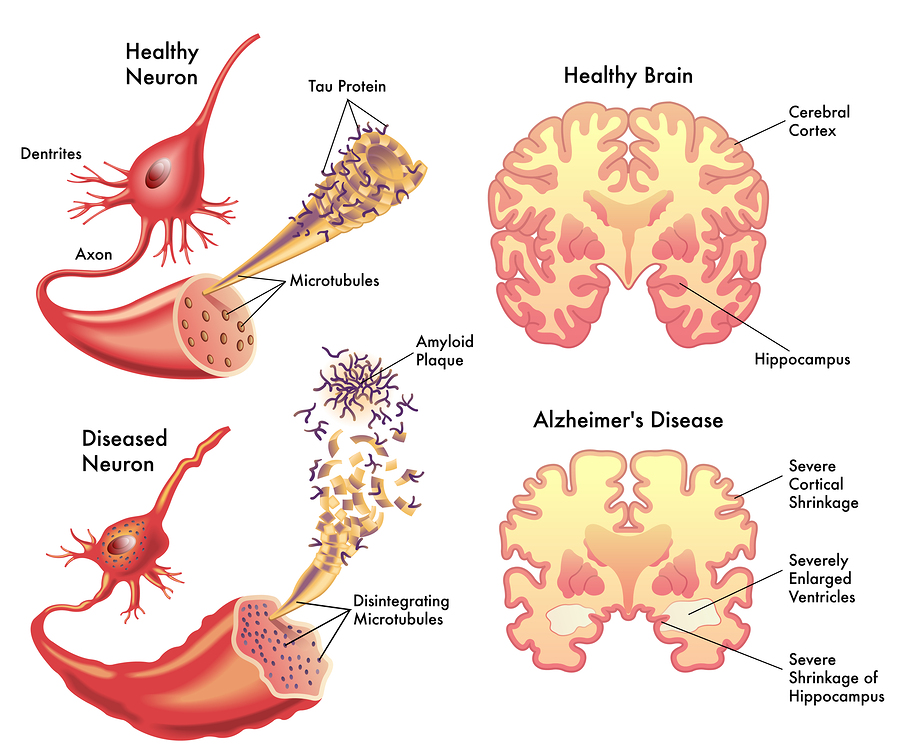 Healthy
Neuron
Tau Protein
Dentrites
Axon
Microtubules
Healthy Brain
Cerebral
Cortex
Hippocampus
Amyloid
Plaque
Diseased
Neuron
Disintegrating
Microtubules
Alzheimer's Disease
Severe
Cortical
Shrinkage
Severely
Enlarged
Ventricles
Severe
Shrinkage of
Hippocampus